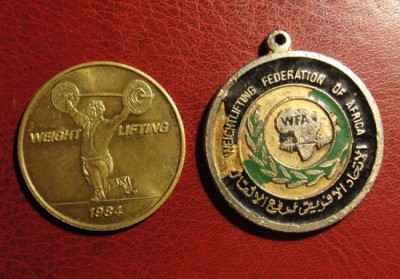 WEIGHT LIFTING
1984
WEIGHTLIFTING FEDERATION OF AFRICA
WFA
الاتحاد الافريقي لرفع الاثقال